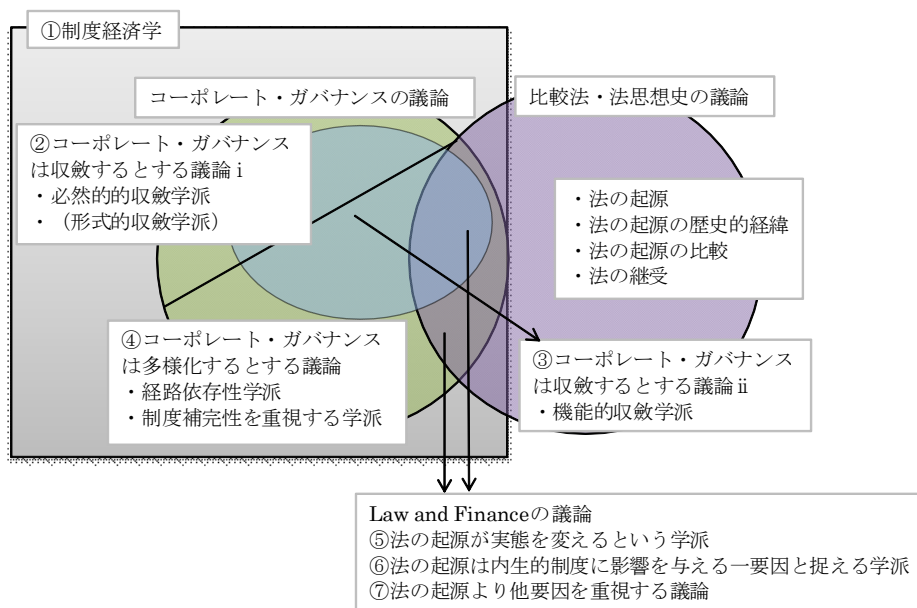 ①制度経済学
コーポレート・ガバナンスの議論
比較法・法思想史の議論
②コーポレート・ガバナンス
は収斂するとする議論ⅰ
・必然的的収斂学派
・（形式的収斂学派）
・法の起源
・法の起源の歴史的経緯
・法の起源の比較
・法の継受
④コーポレート・ガバナンス
は多様化するとする議論
・経路依存性学派
・制度補完性を重視する学派
③コーポレート・ガバナンス
は収斂するとする議論ⅱ
・機能的収斂学派
Law and Financeの議論
⑤法の起源が実態を変えるという学派
⑥法の起源は内生的制度に影響を与える一要因と捉える学派
⑦法の起源より他要因を重視する議論